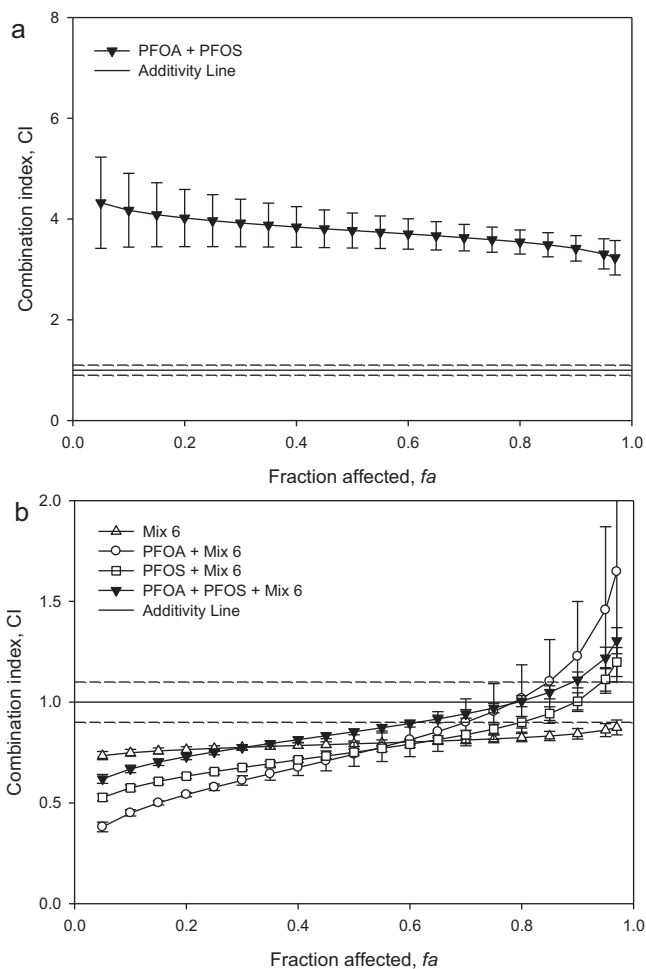 a
8
6
4
2
0
Combination index, CI
PFOA + PFOS
Additivity Line
0.0 0.2 0.4 0.6 0.8 1.0
Fraction affected, fa
b
2.0
1.5
1.0
0.5
0.0
Combination index, CI
Mix 6
PFOA + Mix 6
PFOS + Mix 6
PFOA + PFOS + Mix 6
Additivity Line
0.0 0.2 0.4 0.6 0.8 1.0
Fraction affected, fa